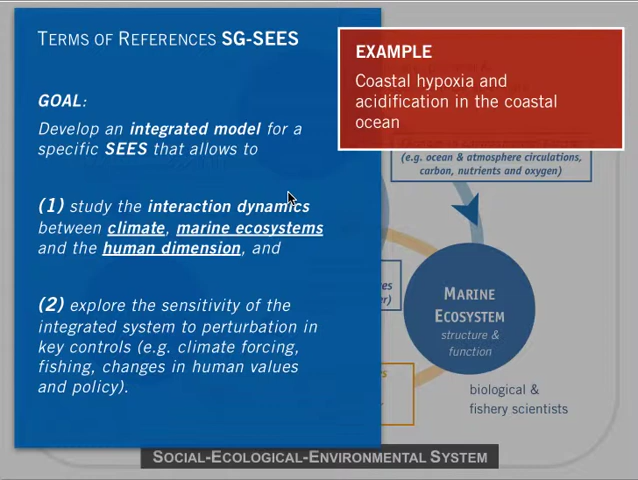 TERMS OF REFERENCES SG-SEES
GOAL:
Develop an integrated model for a
specific SEES that allows to
(1) study the interaction dynamics
between climate, marine ecosystems
and the human dimension, and
(2) explore the sensitivity of the
integrated system to perturbation in
key controls (e.g. climate forcing,
fishing, changes in human values
and policy).
EXAMPLE
Coastal hypoxia and
acidification in the coastal
ocean
(e.g. ocean & atmosphere circulations,
carbon, nutrients and oxygen)
MARINE
ECOSYSTEM
structure &
function
biological &
fishery scientists
SOCIAL-ECOLOGICAL-ENVIRONMENTAL SYSTEM